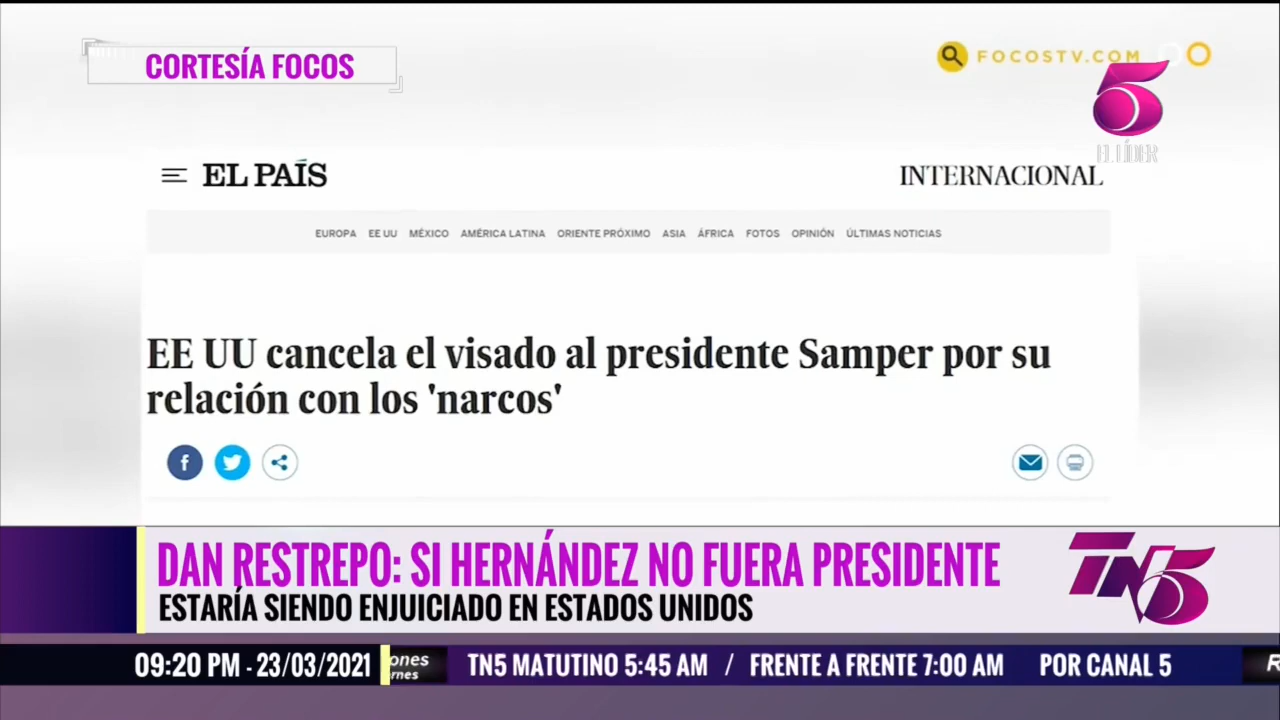 CORTESÍA FOCOS
FOCOSTV.COM
5
EL LÍDER
EL PAÍS
INTERNACIONAL
EUROPA EE UU MÉXICO AMÉRICA LATINA ORIENTE PRÓXIMO ASIA ÁFRICA FOTOS OPINIÓN ÚLTIMAS NOTICIAS
EE UU cancela el visado al presidente Samper por su
relación con los 'narcos'
DAN RESTREPO: SI HERNÁNDEZ NO FUERA PRESIDENTE
ESTARÍA SIENDO ENJUICIADO EN ESTADOS UNIDOS
TN5
09:20 PM - 23/03/2021
TN5 MATUTINO 5:45 AM / FRENTE A FRENTE 7:00 AM POR CANAL 5